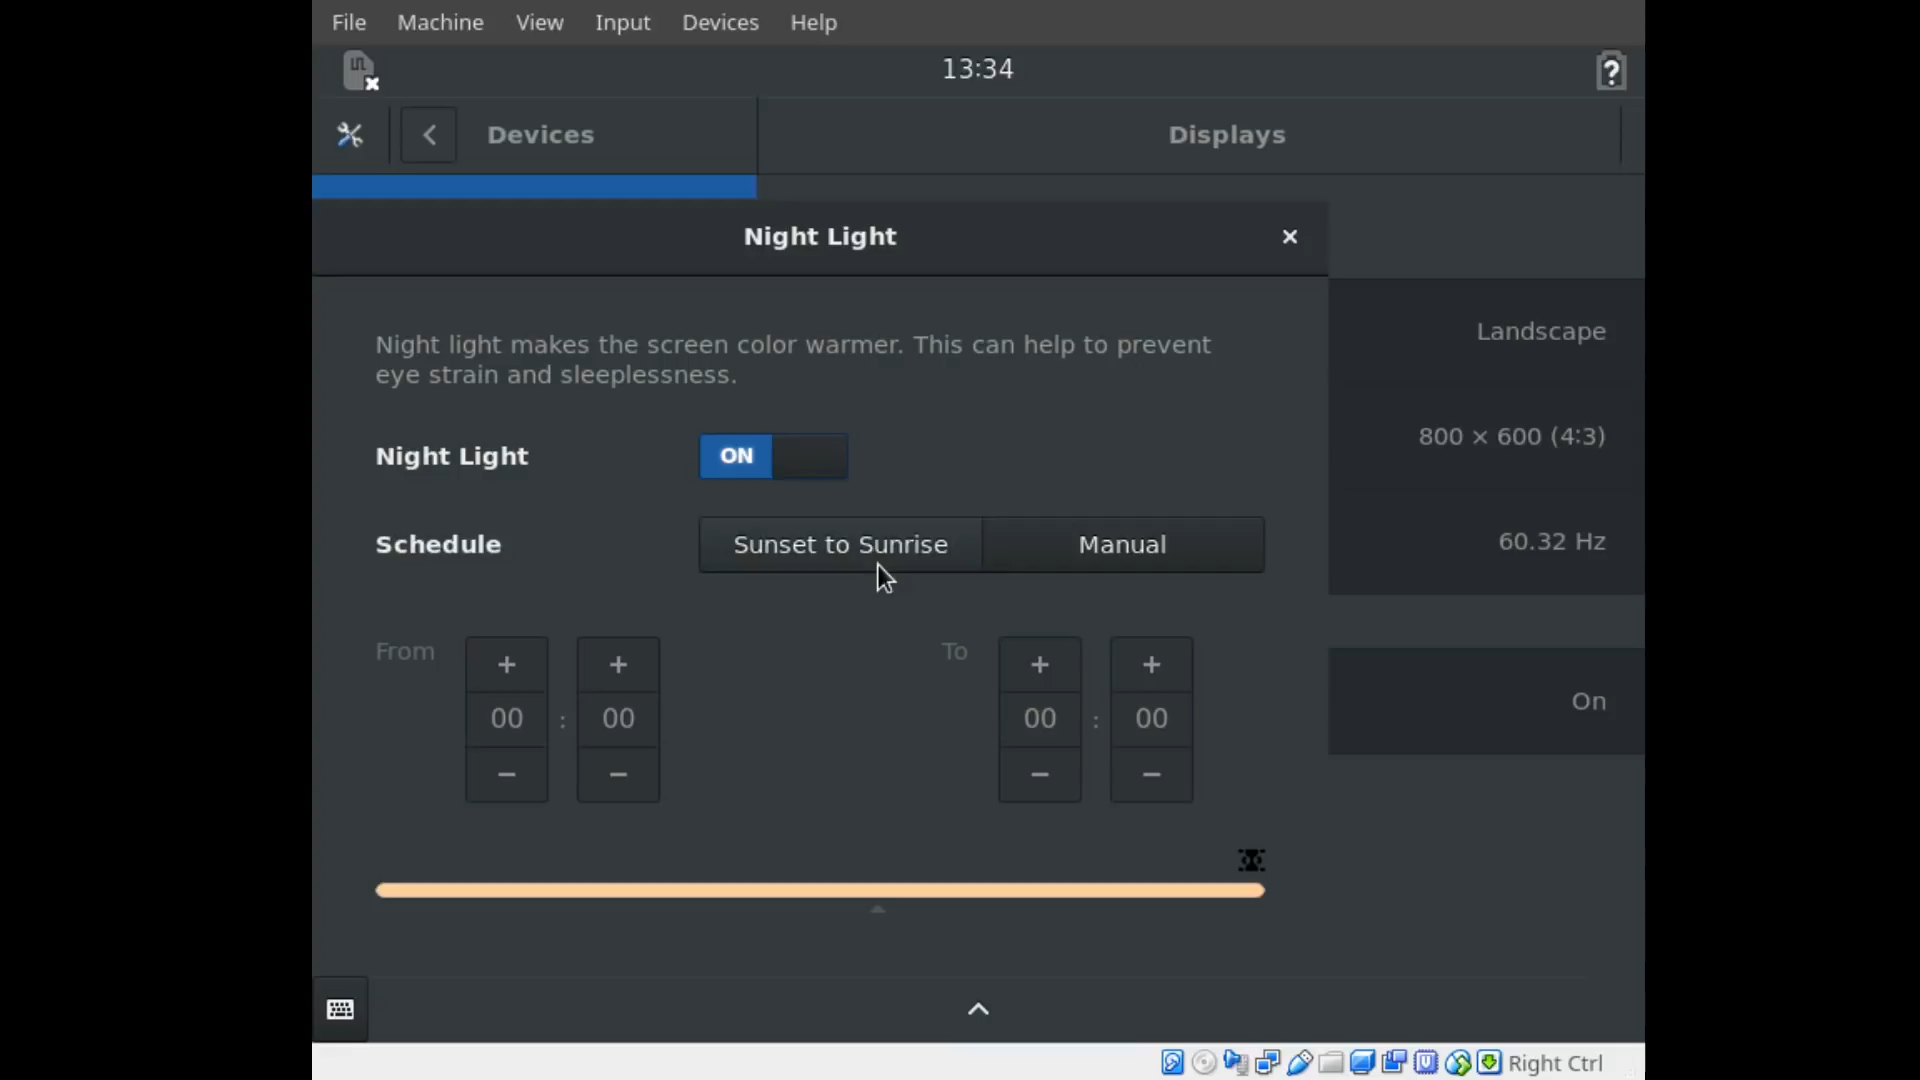 File Machine View Input Devices Help
13:34
Devices Displays
Night Light
Night light makes the screen color warmer. This can help to prevent
eye strain and sleeplessness.
Night Light ON
Schedule Sunset to Sunrise Manual
From 00 : 00 To 00 : 00
Landscape
800 × 600 (4:3)
60.32 Hz
On
Right Ctrl